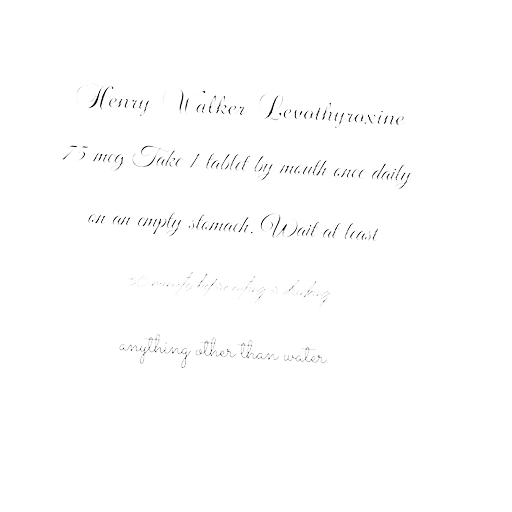 Henry Walker Levothyroxine
75 mcg Take 1 tablet by mouth once daily
on an empty stomach. Wait at least
minutes before eating or drinking
anything other than water.